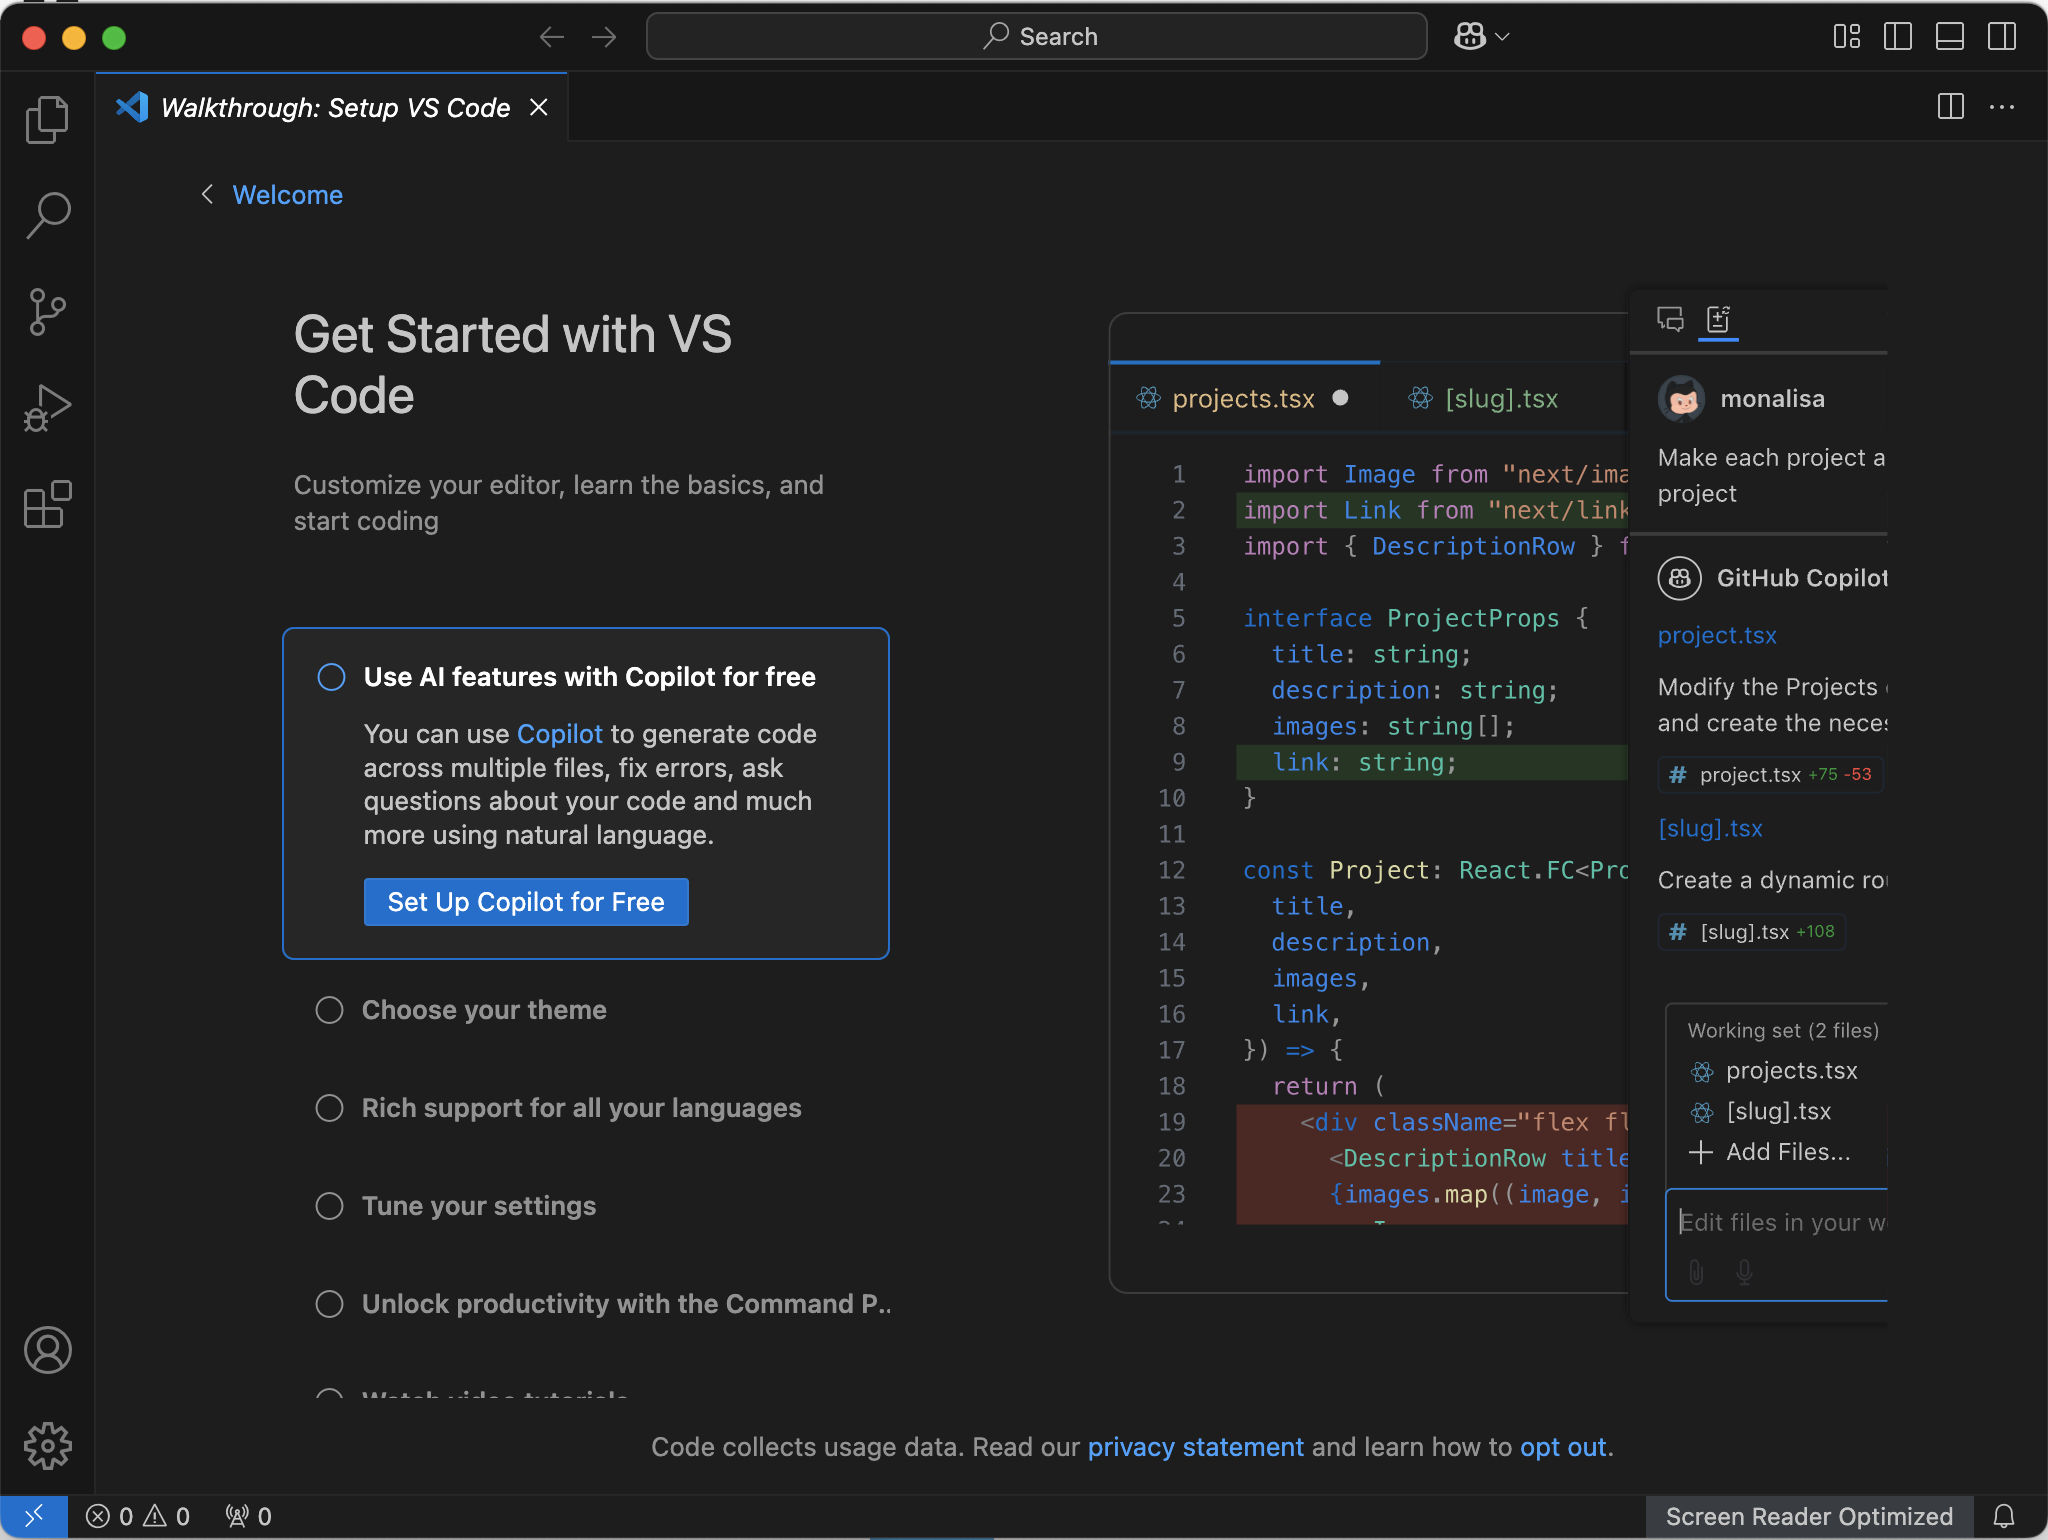 Search
Walkthrough: Setup VS Code
Welcome
Get Started with VS
Code
Customize your editor, learn the basics, and
start coding
Use AI features with Copilot for free
You can use Copilot to generate code
across multiple files, fix errors, ask
questions about your code and much
more using natural language.
Set Up Copilot for Free
Choose your theme
Rich support for all your languages
Tune your settings
Unlock productivity with the Command P..
Watch video tutorials
projects.tsx
[slug].tsx
1 import Image from "next/ima
2 import Link from "next/link
3 import { DescriptionRow } f
4
5 interface ProjectProps {
6 title: string;
7 description: string;
8 images: string[];
9 link: string;
10 }
11
12 const Project: React.FC<Pro
13 title,
14 description,
15 images,
16 link,
17 }) => {
18 return (
19 <div className="flex fl
20 <DescriptionRow title
23 {images.map((image, i
monalisa
Make each project a
project
GitHub Copilot
project.tsx
Modify the Projects
and create the neces
# project.tsx +75 -53
[slug].tsx
Create a dynamic rou
# [slug].tsx +108
Working set (2 files)
projects.tsx
[slug].tsx
Add Files...
Edit files in your w
Code collects usage data. Read our privacy statement and learn how to opt out.
0 0 0
Screen Reader Optimized